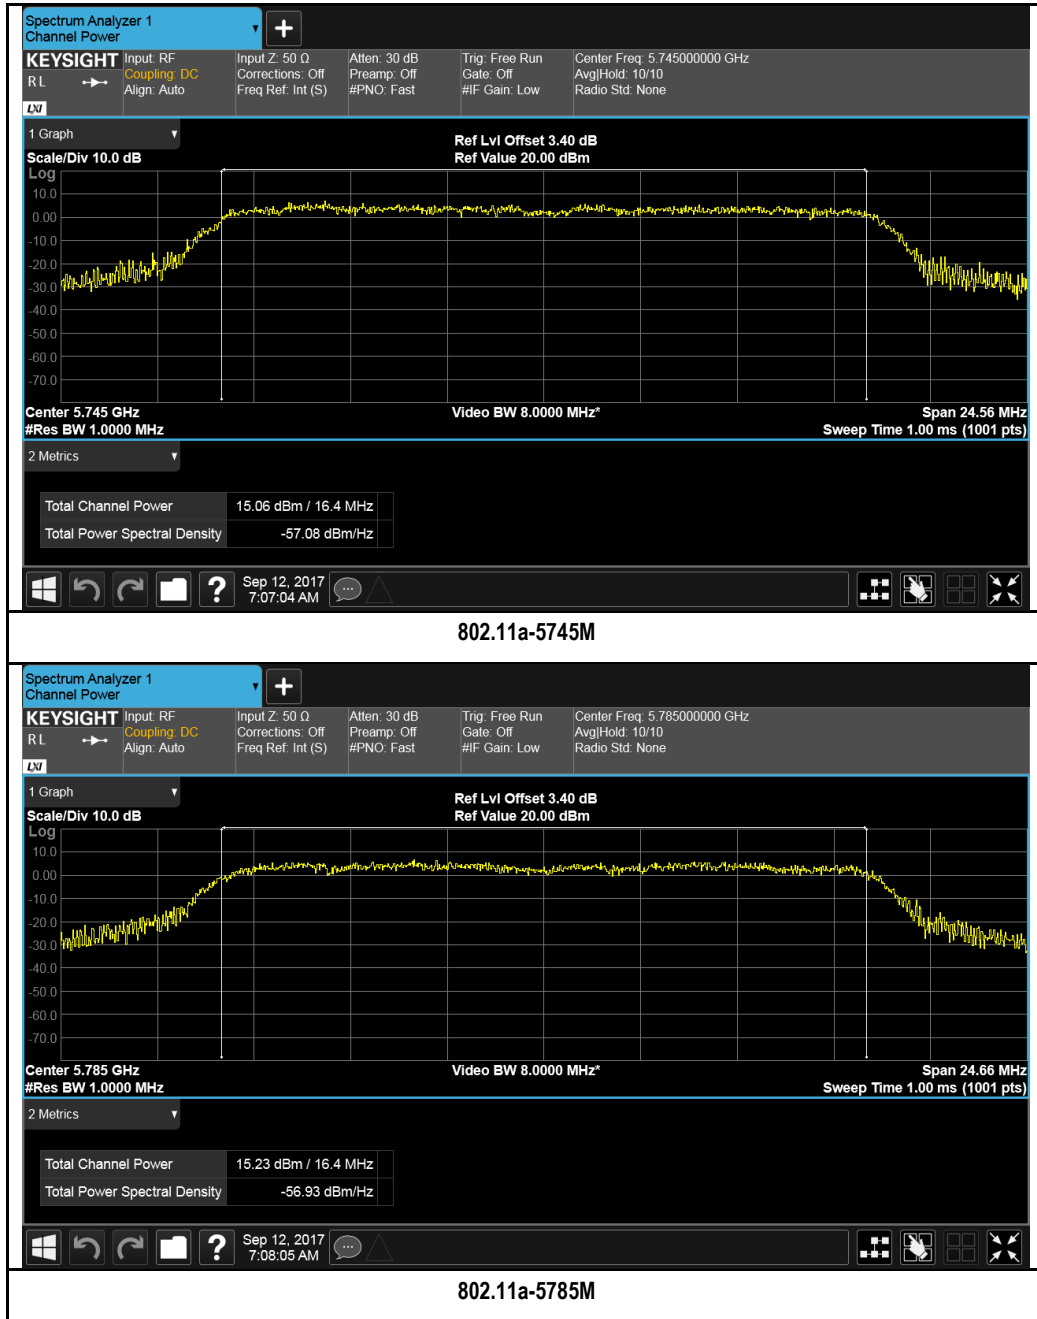 Spectrum Analyzer 1
Channel Power
KEYSIGHT Input: RF Input Z: 50 Ω Atten: 30 dB Trig: Free Run Center Freq: 5.745000000 GHz
RL Coupling: DC Corrections: Off Preamp: Off Gate: Off Avg|Hold: 10/10
Align: Auto Freq Ref: Int (S) #PNO: Fast #IF Gain: Low Radio Std: None
LXI
1 Graph
Ref Lvl Offset 3.40 dB
Scale/Div 10.0 dB Ref Value 20.00 dBm
Log
10.0
0.00
-10.0
-20.0
-30.0
-40.0
-50.0
-60.0
-70.0
Center 5.745 GHz Video BW 8.0000 MHz* Span 24.56 MHz
#Res BW 1.0000 MHz Sweep Time 1.00 ms (1001 pts)
2 Metrics
Total Channel Power 15.06 dBm / 16.4 MHz
Total Power Spectral Density -57.08 dBm/Hz
Sep 12, 2017
7:07:04 AM
802.11a-5745M
Spectrum Analyzer 1
Channel Power
KEYSIGHT Input: RF Input Z: 50 Ω Atten: 30 dB Trig: Free Run Center Freq: 5.785000000 GHz
RL Coupling: DC Corrections: Off Preamp: Off Gate: Off Avg|Hold: 10/10
Align: Auto Freq Ref: Int (S) #PNO: Fast #IF Gain: Low Radio Std: None
LXI
1 Graph
Ref Lvl Offset 3.40 dB
Scale/Div 10.0 dB Ref Value 20.00 dBm
Log
10.0
0.00
-10.0
-20.0
-30.0
-40.0
-50.0
-60.0
-70.0
Center 5.785 GHz Video BW 8.0000 MHz* Span 24.66 MHz
#Res BW 1.0000 MHz Sweep Time 1.00 ms (1001 pts)
2 Metrics
Total Channel Power 15.23 dBm / 16.4 MHz
Total Power Spectral Density -56.93 dBm/Hz
Sep 12, 2017
7:08:05 AM
802.11a-5785M